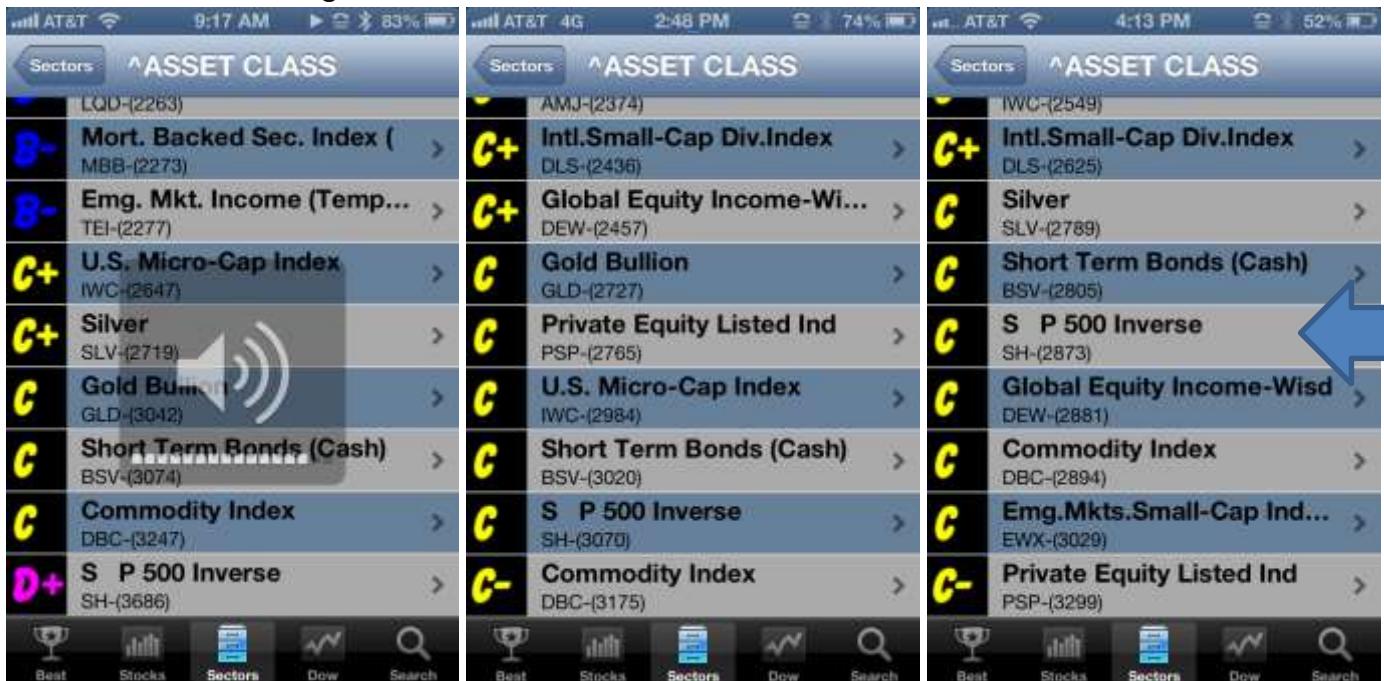 AT&T 9:17 AM 83%
Sectors ^ASSET CLASS
LQD-(2263)
B- Mort. Backed Sec. Index (
MBB-(2273)
B- Emg. Mkt. Income (Temp...
TEI-(2277)
C+ U.S. Micro-Cap Index
IWC-(2647)
C+ Silver
SLV-(2719)
C Gold Bullion
GLD-(3042)
C Short Term Bonds (Cash)
BSV-(3074)
C Commodity Index
DBC-(3247)
D+ S P 500 Inverse
SH-(3686)
Best Stocks Sectors Dow Search
AT&T 4G 2:48 PM 74%
Sectors ^ASSET CLASS
AMJ-(2374)
C+ Intl.Small-Cap Div.Index
DLS-(2436)
C+ Global Equity Income-Wi...
DEW-(2457)
C Gold Bullion
GLD-(2727)
C Private Equity Listed Ind
PSP-(2765)
C U.S. Micro-Cap Index
IWC-(2984)
C Short Term Bonds (Cash)
BSV-(3020)
C S P 500 Inverse
SH-(3070)
C- Commodity Index
DBC-(3175)
Best Stocks Sectors Dow Search
AT&T 4:13 PM 52%
Sectors ^ASSET CLASS
IWC-(2549)
C+ Intl.Small-Cap Div.Index
DLS-(2625)
C Silver
SLV-(2789)
C Short Term Bonds (Cash)
BSV-(2805)
C S P 500 Inverse
SH-(2873)
C Global Equity Income-Wisd
DEW-(2881)
C Commodity Index
DBC-(2894)
C Emg.Mkts.Small-Cap Ind...
EWX-(3029)
C- Private Equity Listed Ind
PSP-(3299)
Best Stocks Sectors Dow Search